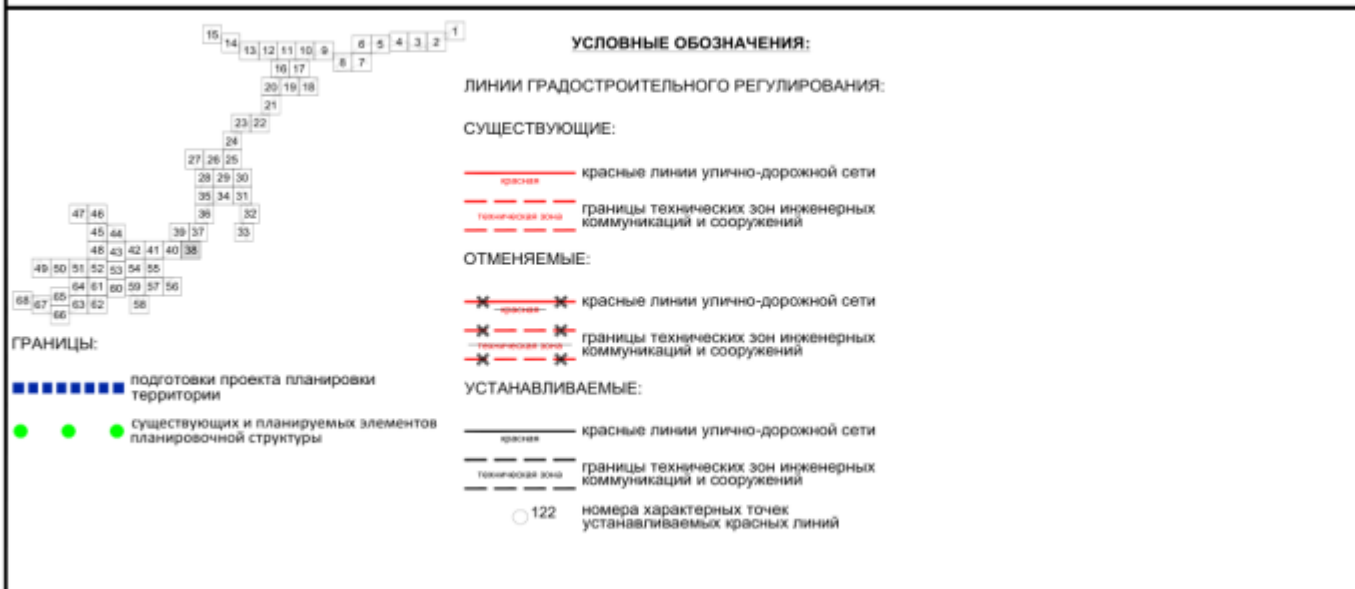 1
15
14
6 5 4 3 2
13 12 11 10 9
8 7
16 17
20 19 18
21
23 22
24
27 26 25
28 29 30
35 34 31
47 46
36
32
45 44
39 37
33
48 43 42 41 40 38
49 50 51 52 53 54 55
64 61 60 59 57 56
68 67 65 63 62 58
66
ГРАНИЦЫ:
подготовки проекта планировки
территории
существующих и планируемых элементов
планировочной структуры
УСЛОВНЫЕ ОБОЗНАЧЕНИЯ:
ЛИНИИ ГРАДОСТРОИТЕЛЬНОГО РЕГУЛИРОВАНИЯ:
СУЩЕСТВУЮЩИЕ:
красная
красные линии улично-дорожной сети
техническая зона
границы технических зон инженерных
коммуникаций и сооружений
ОТМЕНЯЕМЫЕ:
красная
красные линии улично-дорожной сети
техническая зона
границы технических зон инженерных
коммуникаций и сооружений
УСТАНАВЛИВАЕМЫЕ:
красная
красные линии улично-дорожной сети
техническая зона
границы технических зон инженерных
коммуникаций и сооружений
122
номера характерных точек
устанавливаемых красных линий